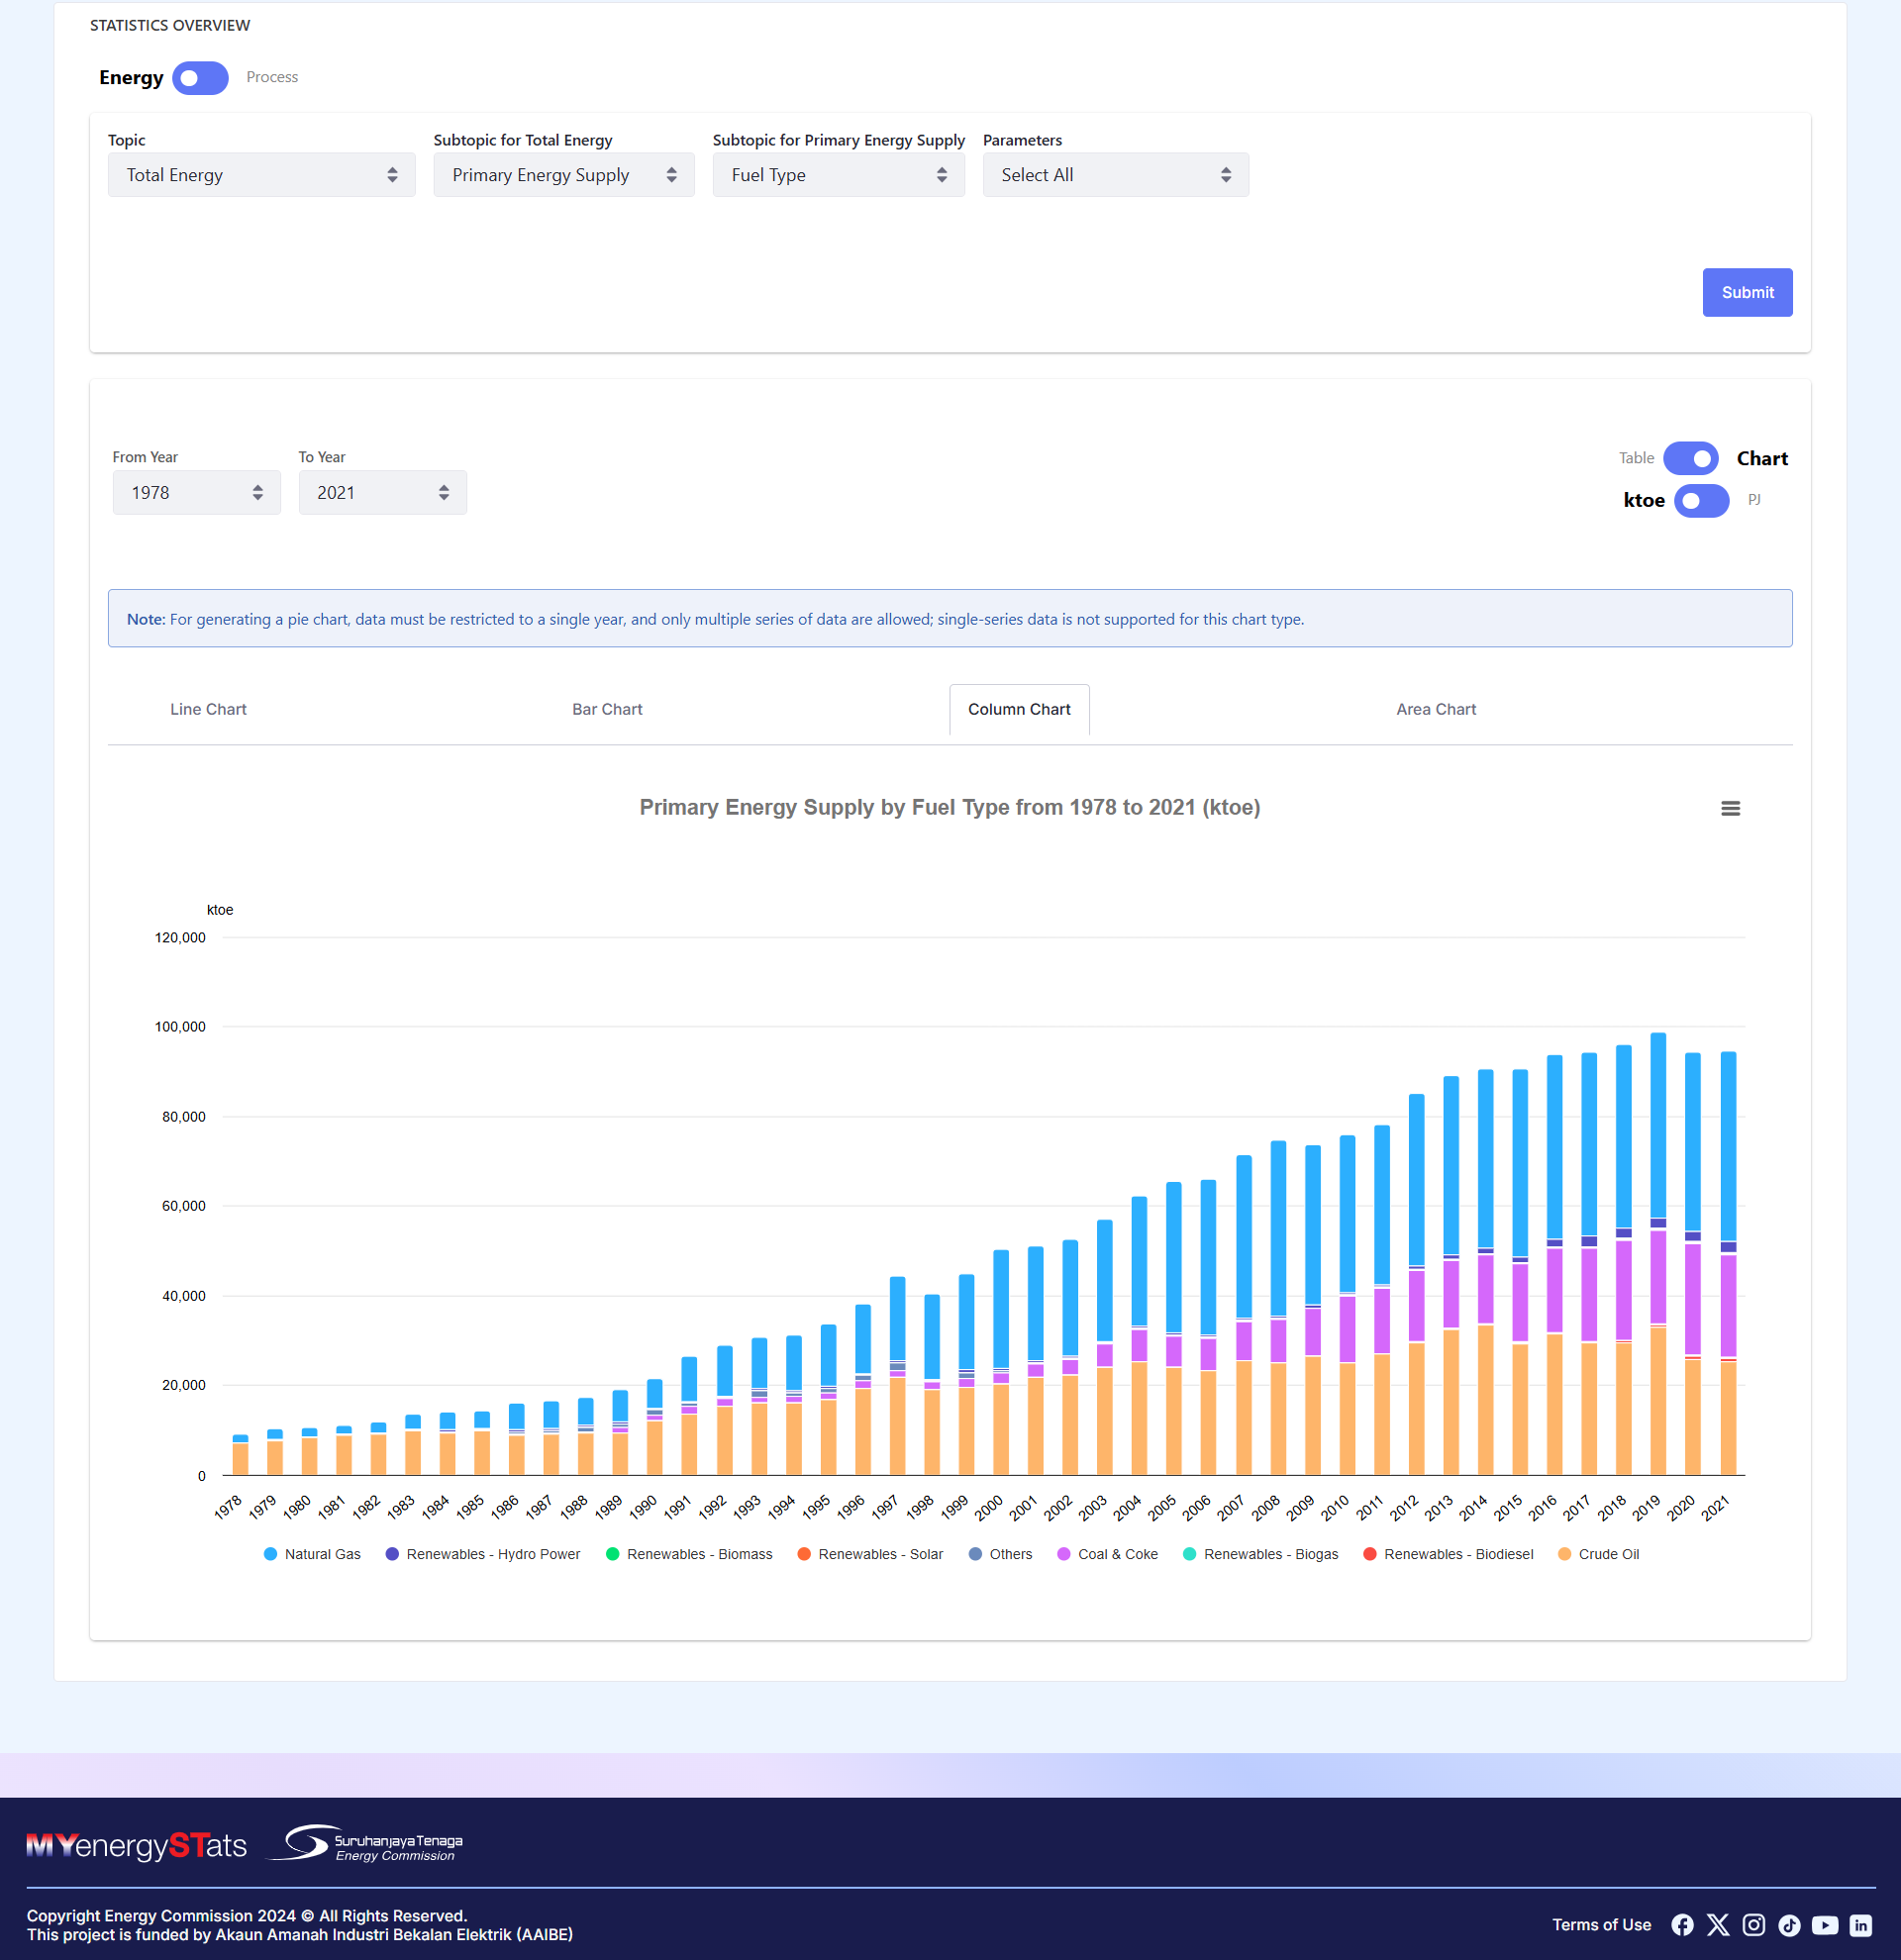 STATISTICS OVERVIEW
Energy Process
Topic Subtopic for Total Energy Subtopic for Primary Energy Supply Parameters
Total Energy Primary Energy Supply Fuel Type Select All
Submit
From Year To Year
1978 2021
Table Chart
ktoe PJ
Note: For generating a pie chart, data must be restricted to a single year, and only multiple series of data are allowed; single-series data is not supported for this chart type.
Line Chart Bar Chart Column Chart Area Chart
Primary Energy Supply by Fuel Type from 1978 to 2021 (ktoe)
ktoe
120,000
100,000
80,000
60,000
40,000
20,000
0
1978 1979 1980 1981 1982 1983 1984 1985 1986 1987 1988 1989 1990 1991 1992 1993 1994 1995 1996 1997 1998 1999 2000 2001 2002 2003 2004 2005 2006 2007 2008 2009 2010 2011 2012 2013 2014 2015 2016 2017 2018 2019 2020 2021
Natural Gas Renewables - Hydro Power Renewables - Biomass Renewables - Solar Others Coal & Coke Renewables - Biogas Renewables - Biodiesel Crude Oil
MYenergySTats
Suruhanjaya Tenaga
Energy Commission
Copyright Energy Commission 2024 © All Rights Reserved.
This project is funded by Akaun Amanah Industri Bekalan Elektrik (AAIBE)
Terms of Use